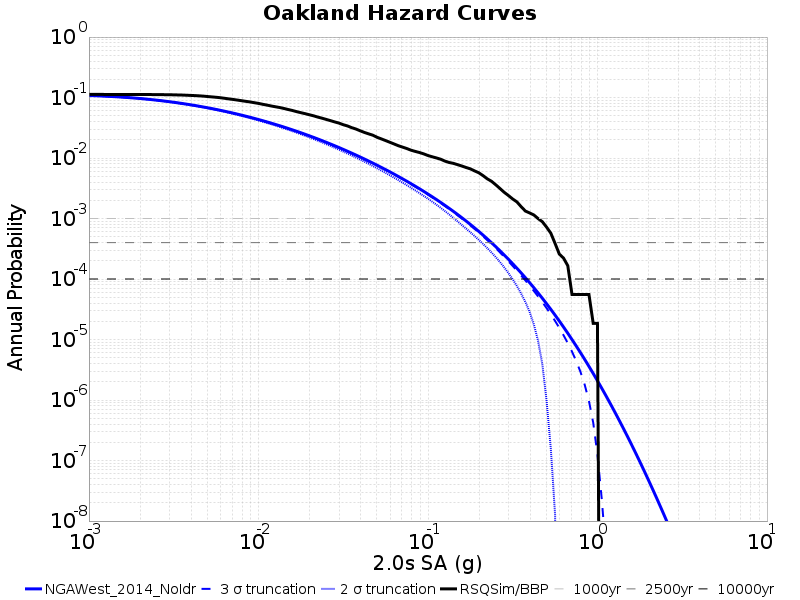 Oakland Hazard Curves
10^0
10^-1
10^-2
10^-3
10^-4
10^-5
10^-6
10^-7
10^-8
Annual Probability
10^-3 10^-2 10^-1 10^0 10^1
2.0s SA (g)
NGAWest_2014_NoIdr 3 σ truncation 2 σ truncation RSQSim/BBP 1000yr 2500yr 10000yr